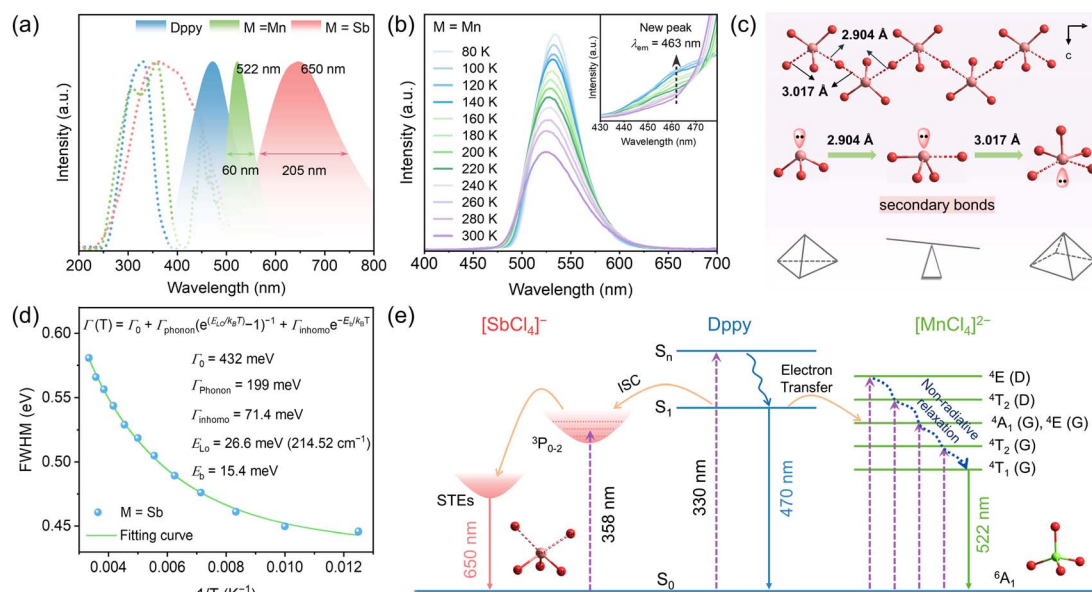 (a)
Dppy
M =Mn
M = Sb
522 nm
650 nm
60 nm
205 nm
Intensity (a.u.)
200 300 400 500 600 700 800
Wavelength (nm)
(b)
M = Mn
80 K
100 K
120 K
140 K
160 K
180 K
200 K
220 K
240 K
260 K
280 K
300 K
Intensity (a.u.)
400 450 500 550 600 650 700
Wavelength (nm)
New peak
λem = 463 nm
Intensity (a.u.)
430 440 450 460 470
Wavelength (nm)
(c)
2.904 Å
3.017 Å
c
2.904 Å
3.017 Å
secondary bonds
(d)
Γ(T) = Γ0 + Γphonon(e^(ELO/kBT)−1)^−1 + Γinhomo e^−Eb/kBT
Γ0 = 432 meV
ΓPhonon = 199 meV
Γinhomo = 71.4 meV
ELo = 26.6 meV (214.52 cm⁻¹)
Eb = 15.4 meV
M = Sb
Fitting curve
FWHM (eV)
0.60
0.55
0.50
0.45
0.004 0.006 0.008 0.010 0.012
1/T (K⁻¹)
(e)
[SbCl4]⁻
Dppy
[MnCl4]²⁻
Sn
S1
S0
ISC
Electron
Transfer
³P0-2
STEs
650 nm
358 nm
330 nm
470 nm
522 nm
Non-radiative
relaxation
⁴E (D)
⁴T2 (D)
⁴A1 (G), ⁴E (G)
⁴T2 (G)
⁴T1 (G)
⁶A1